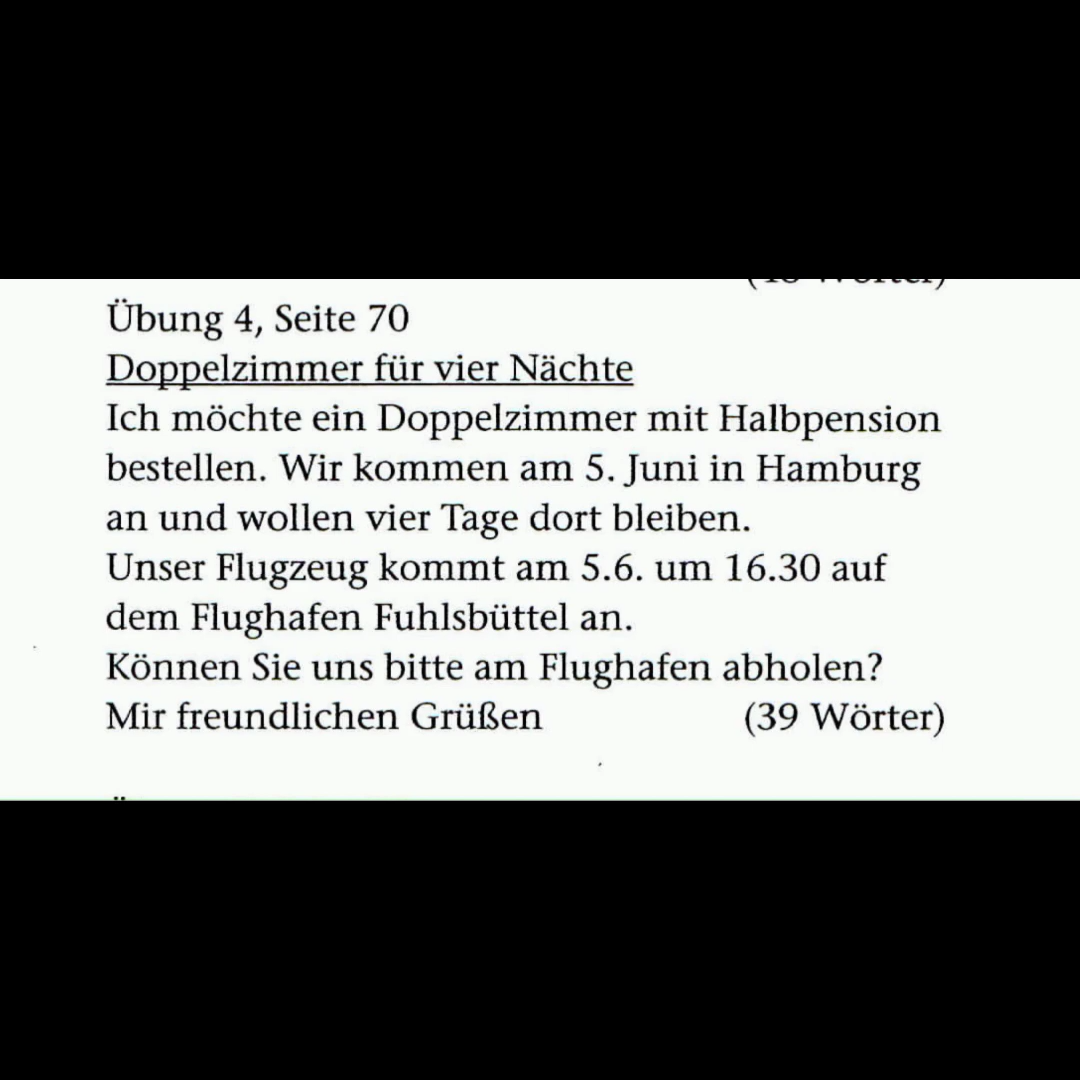 Übung 4, Seite 70
Doppelzimmer für vier Nächte
Ich möchte ein Doppelzimmer mit Halbpension
bestellen. Wir kommen am 5. Juni in Hamburg
an und wollen vier Tage dort bleiben.
Unser Flugzeug kommt am 5.6. um 16.30 auf
dem Flughafen Fuhlsbüttel an.
Können Sie uns bitte am Flughafen abholen?
Mir freundlichen Grüßen (39 Wörter)